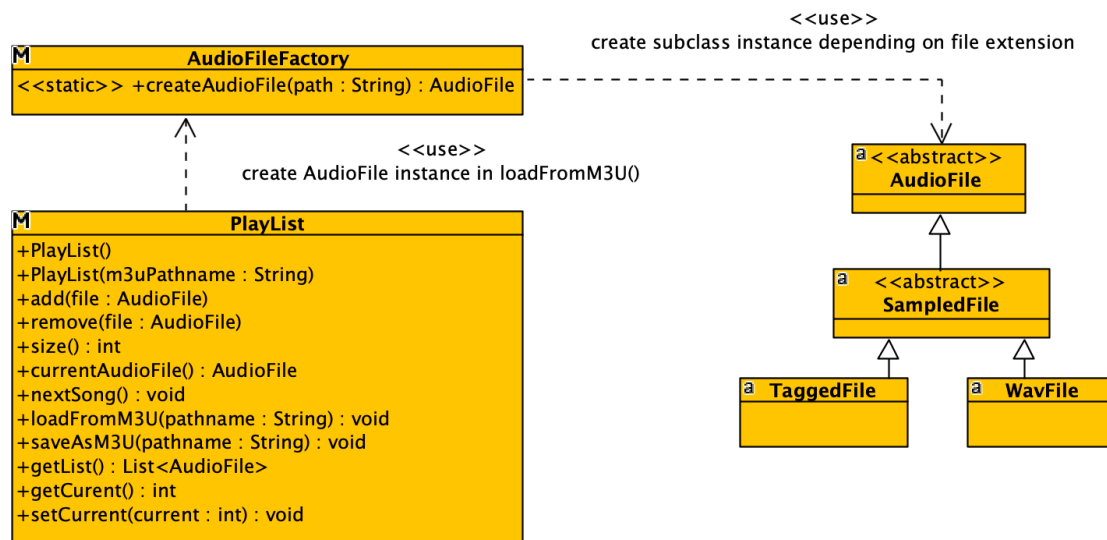 <<use>>
create subclass instance depending on file extension
M
AudioFileFactory
<<static>> +createAudioFile(path : String) : AudioFile
<<use>>
create AudioFile instance in loadFromM3U()
a <<abstract>>
AudioFile
M
PlayList
+PlayList()
+PlayList(m3uPathname : String)
+add(file : AudioFile)
+remove(file : AudioFile)
+size() : int
+currentAudioFile() : AudioFile
+nextSong() : void
+loadFromM3U(pathname : String) : void
+saveAsM3U(pathname : String) : void
+getList() : List<AudioFile>
+getCurent() : int
+setCurrent(current : int) : void
a <<abstract>>
SampledFile
a TaggedFile
a WavFile